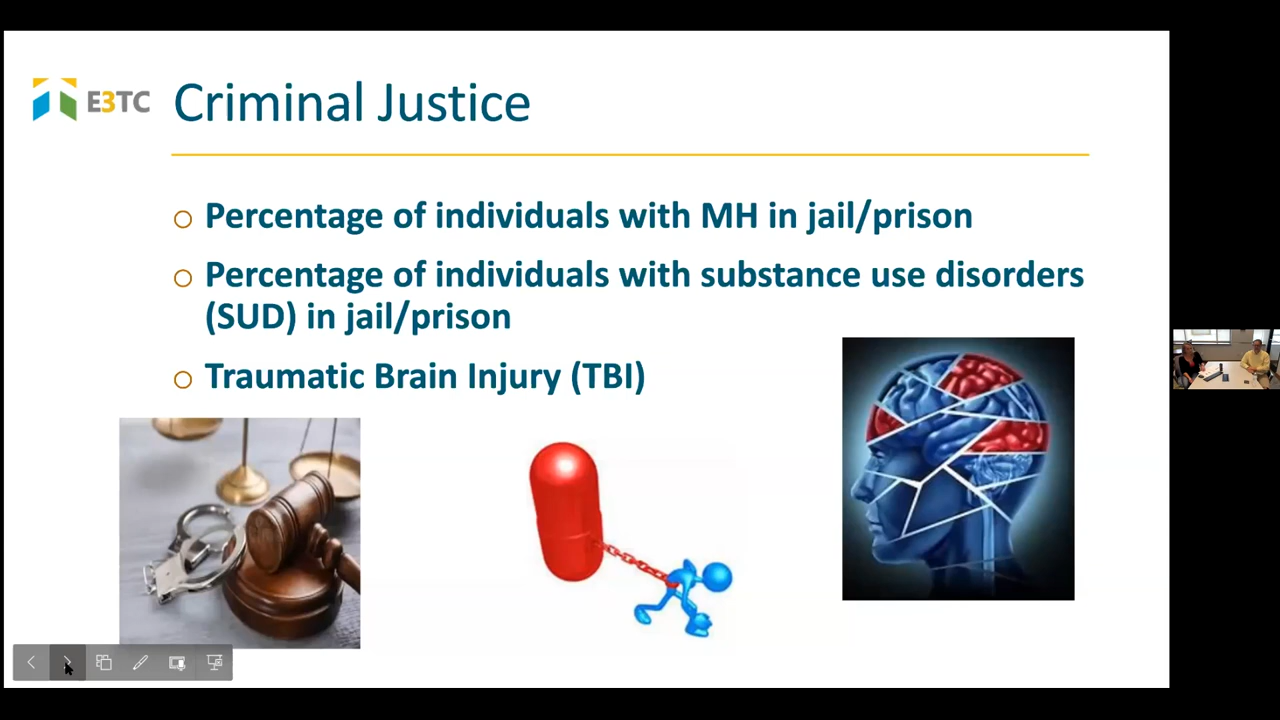 E3TC
Criminal Justice
Percentage of individuals with MH in jail/prison
Percentage of individuals with substance use disorders
(SUD) in jail/prison
Traumatic Brain Injury (TBI)